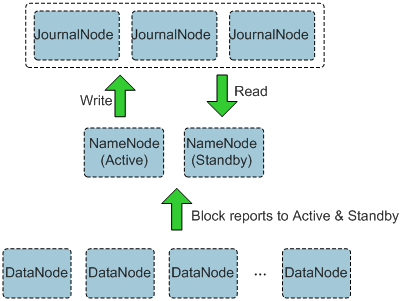 JournalNode JournalNode JournalNode
Write
Read
NameNode
(Active)
NameNode
(Standby)
Block reports to Active & Standby
DataNode DataNode DataNode ... DataNode